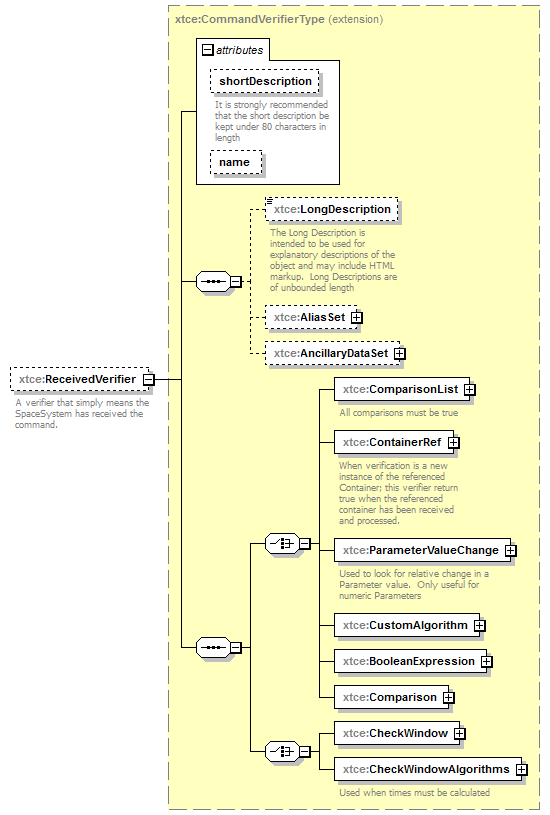 xtce:CommandVerifierType (extension)
attributes
shortDescription
It is strongly recommended
that the short description be
kept under 80 characters in
length
name
xtce:LongDescription
The Long Description is
intended to be used for
explanatory descriptions of the
object and may include HTML
markup.  Long Descriptions are
of unbounded length
xtce:AliasSet
xtce:AncillaryDataSet
xtce:ReceivedVerifier
A verifier that simply means the
SpaceSystem has received the
command.
xtce:ComparisonList
All comparisons must be true
xtce:ContainerRef
When verification is a new
instance of the referenced
Container; this verifier return
true when the referenced
container has been received
and processed.
xtce:ParameterValueChange
Used to look for relative change in a
Parameter value.  Only useful for
numeric Parameters
xtce:CustomAlgorithm
xtce:BooleanExpression
xtce:Comparison
xtce:CheckWindow
xtce:CheckWindowAlgorithms
Used when times must be calculated